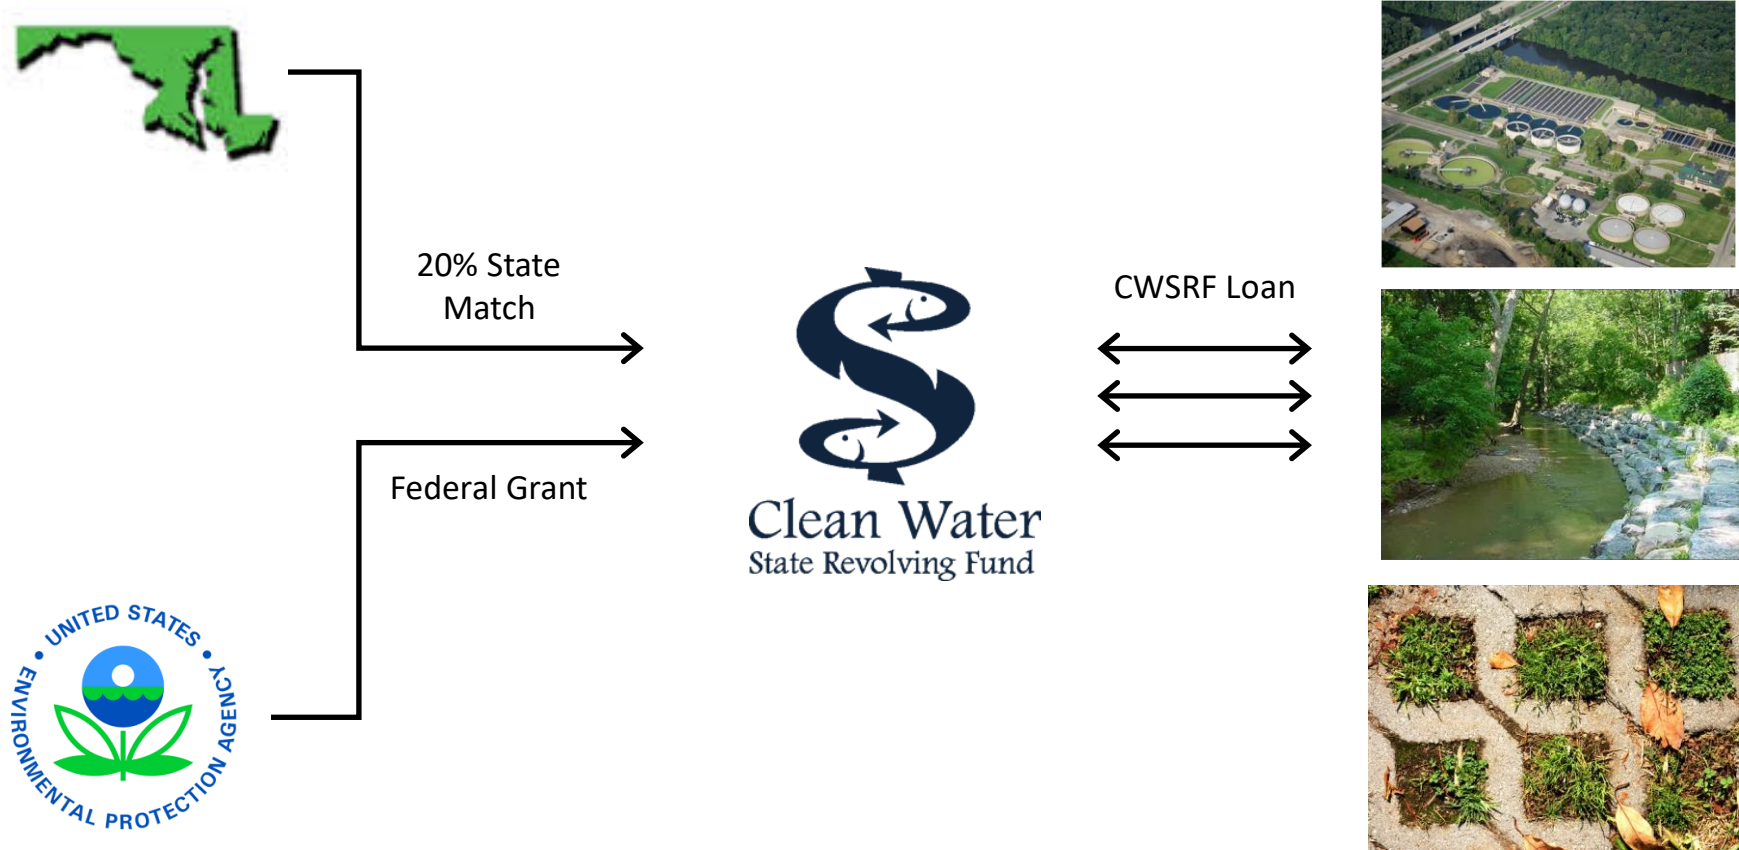 20% State
Match
CWSRF Loan
Federal Grant
Clean Water
State Revolving Fund
UNITED STATES
• ENVIRONMENTAL PROTECTION AGENCY •